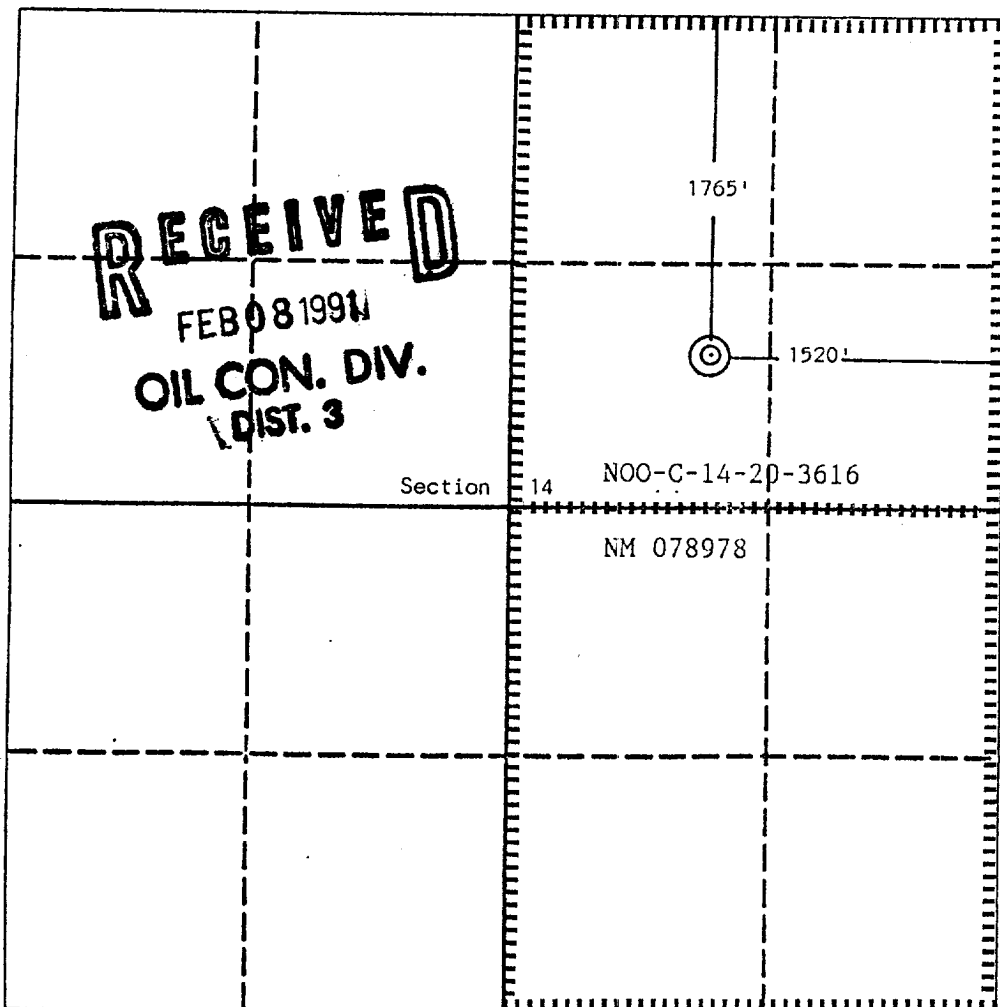 1765'
RECEIVED
FEB 08 1991
OIL CON. DIV.
DIST. 3
1520'
Section 14
NOO-C-14-20-3616
NM 078978